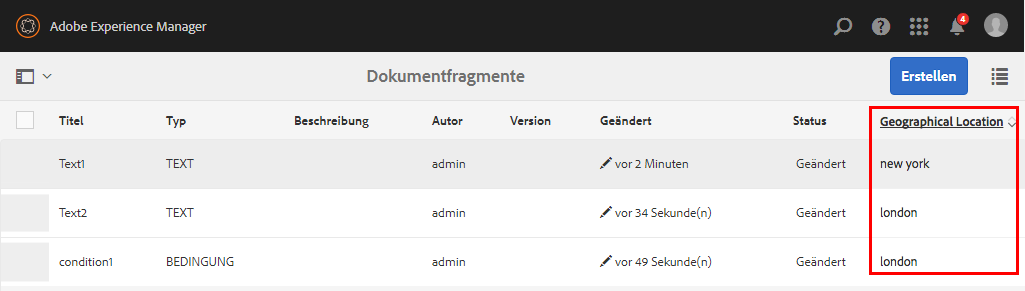 Adobe Experience Manager 4
Dokumentfragmente Erstellen
Titel Typ Beschreibung Autor Version Geändert Status Geographical Location
Text1 TEXT admin vor 2 Minuten Geändert new york
Text2 TEXT admin vor 34 Sekunde(n) Geändert london
condition1 BEDINGUNG admin vor 49 Sekunde(n) Geändert london